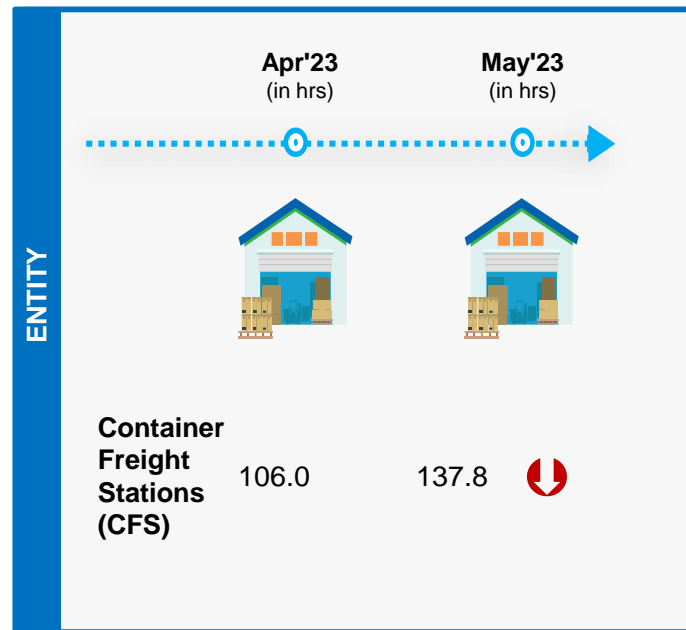 Apr'23
(in hrs)
May'23
(in hrs)
ENTITY
Container
Freight
Stations
(CFS)
106.0
137.8